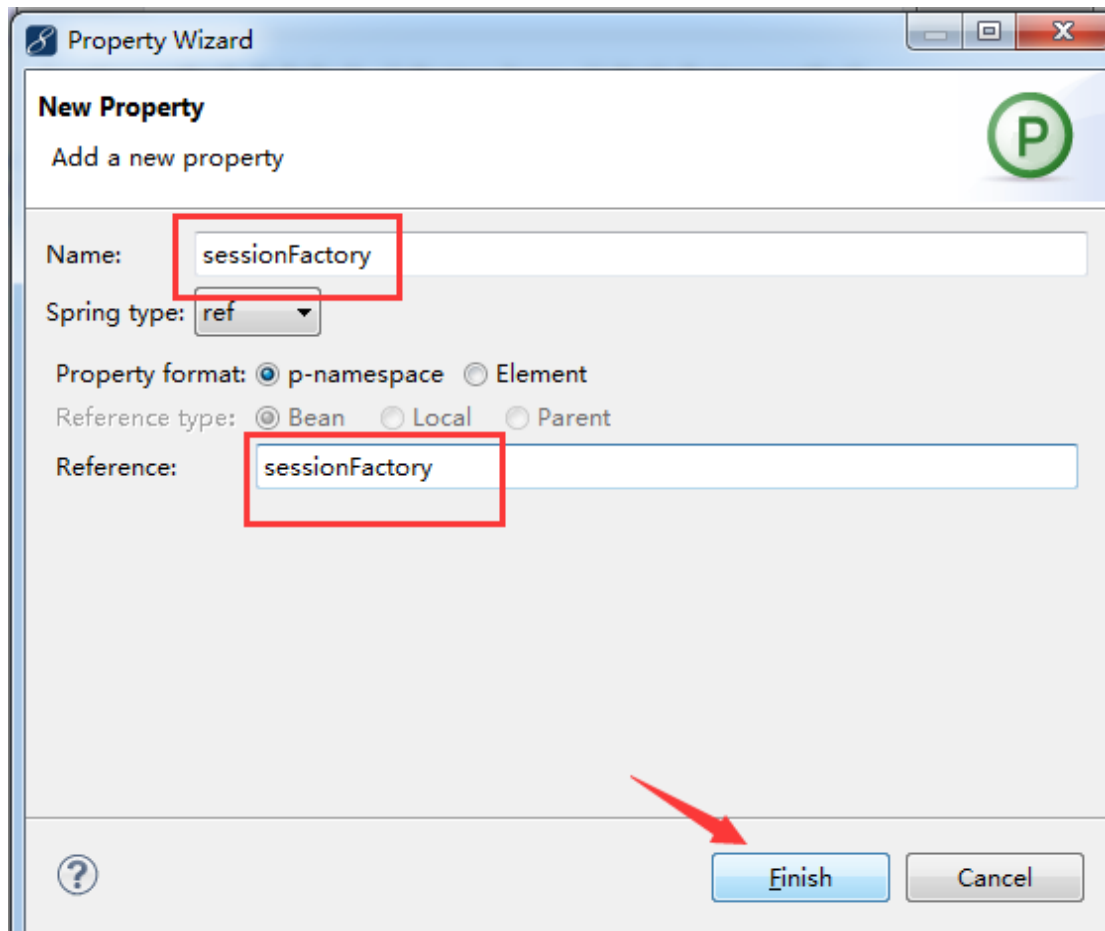 Property Wizard
New Property
Add a new property
P
Name: sessionFactory
Spring type: ref
Property format: p-namespace Element
Reference type: Bean Local Parent
Reference: sessionFactory
? Finish Cancel